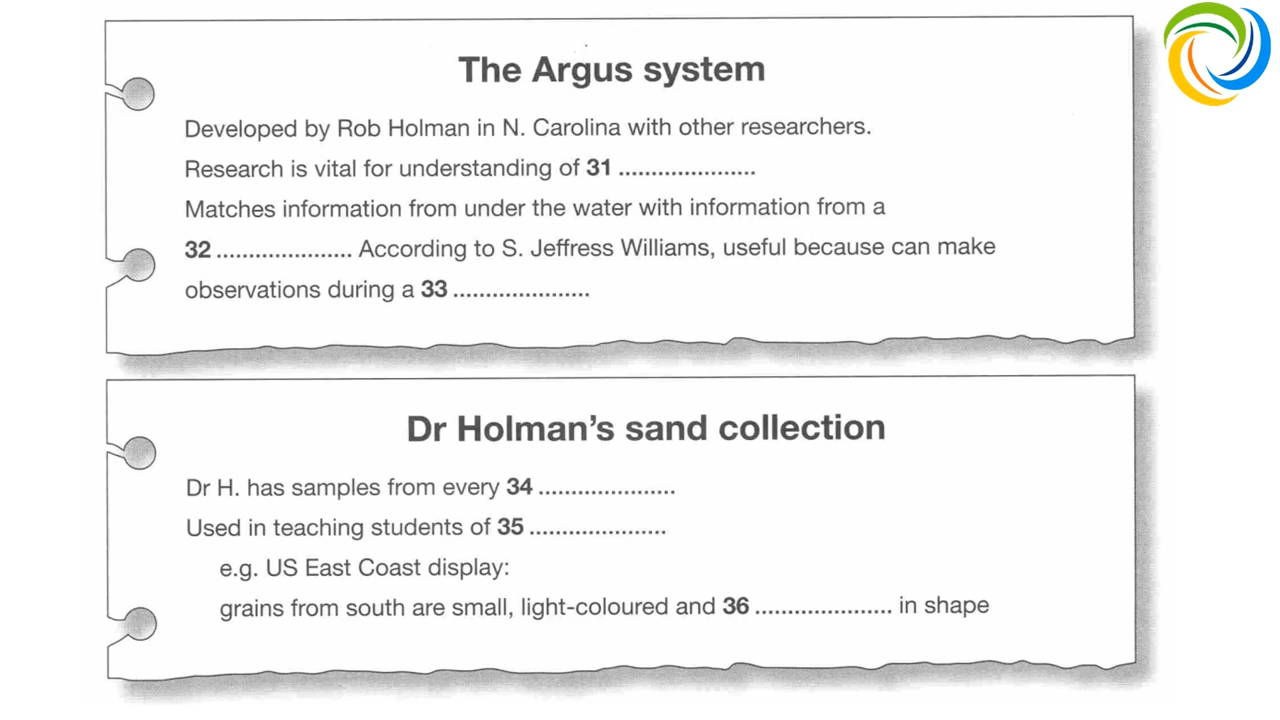 The Argus system
Developed by Rob Holman in N. Carolina with other researchers.
Research is vital for understanding of 31 .....................
Matches information from under the water with information from a
32 ..................... According to S. Jeffress Williams, useful because can make
observations during a 33 .....................
Dr Holman's sand collection
Dr H. has samples from every 34 .....................
Used in teaching students of 35 .....................
e.g. US East Coast display:
grains from south are small, light-coloured and 36 ..................... in shape